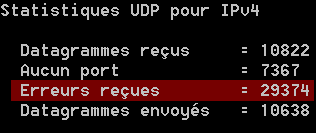 Statistiques UDP pour IPv4
Datagrammes reçus = 10822
Aucun port = 7367
Erreurs reçues = 29374
Datagrammes envoyés = 10638